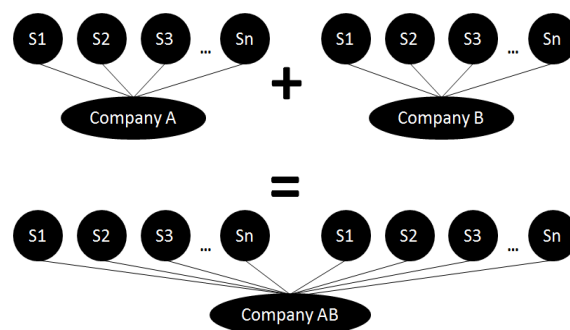 S1 S2 S3 ... Sn S1 S2 S3 ... Sn
+
Company A Company B
=
S1 S2 S3 ... Sn S1 S2 S3 ... Sn
Company AB